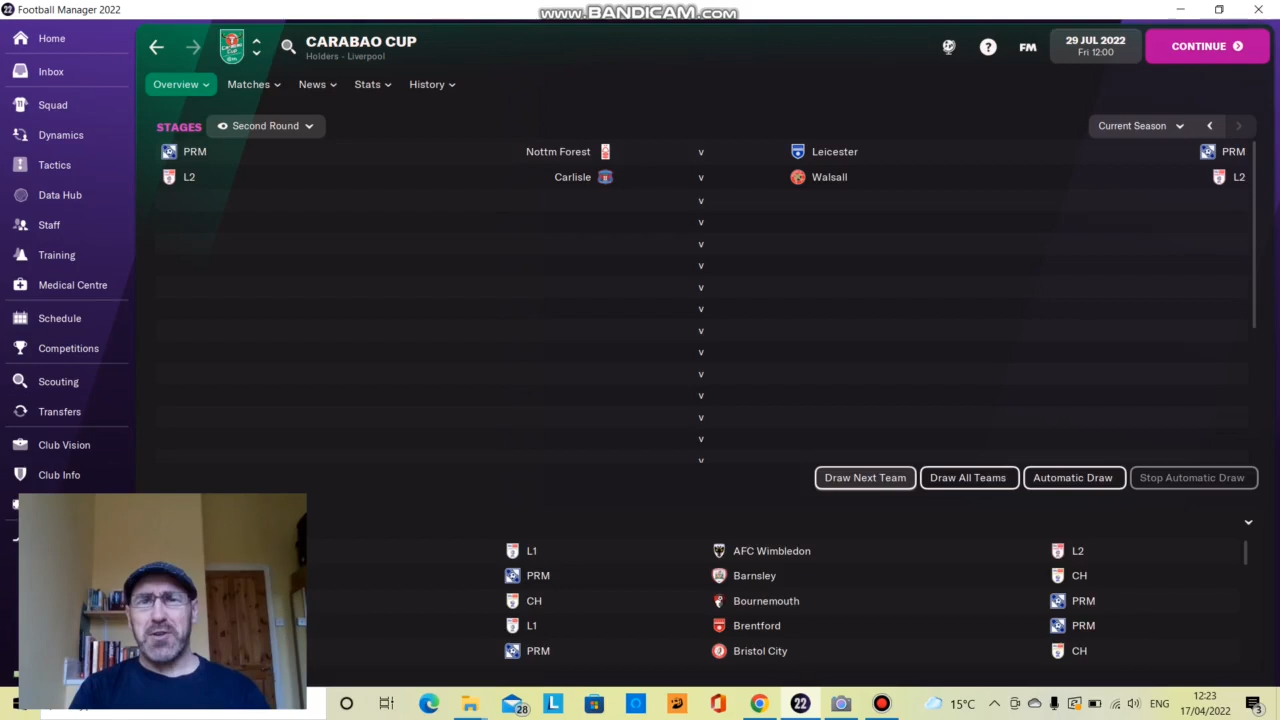 Football Manager 2022
www.BANDICAM.com
Home
Inbox
Squad
Dynamics
Tactics
Data Hub
Staff
Training
Medical Centre
Schedule
Competitions
Scouting
Transfers
Club Vision
Club Info
CARABAO CUP
Holders - Liverpool
FM
29 JUL 2022
Fri 12:00
CONTINUE
Overview
Matches
News
Stats
History
STAGES
Second Round
Current Season
PRM Nottm Forest v Leicester PRM
L2 Carlisle v Walsall L2
v
v
v
v
v
v
v
v
v
v
v
v
v
Draw Next Team
Draw All Teams
Automatic Draw
Stop Automatic Draw
L1 AFC Wimbledon L2
PRM Barnsley CH
CH Bournemouth PRM
L1 Brentford PRM
PRM Bristol City CH
28
22
15°C
ENG
12:23
17/04/2022
3